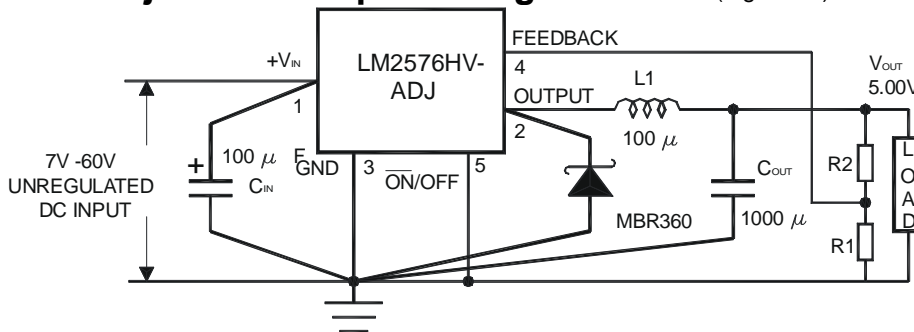 FEEDBACK
+VIN
LM2576HV-
ADJ
4
L1
VOUT
5.00V
1
OUTPUT
2
100 μ
7V -60V
UNREGULATED
DC INPUT
+
100 μ
F
CIN
GND
3
ON/OFF
5
COUT
1000 μ
MBR360
R2
R1
LOAD